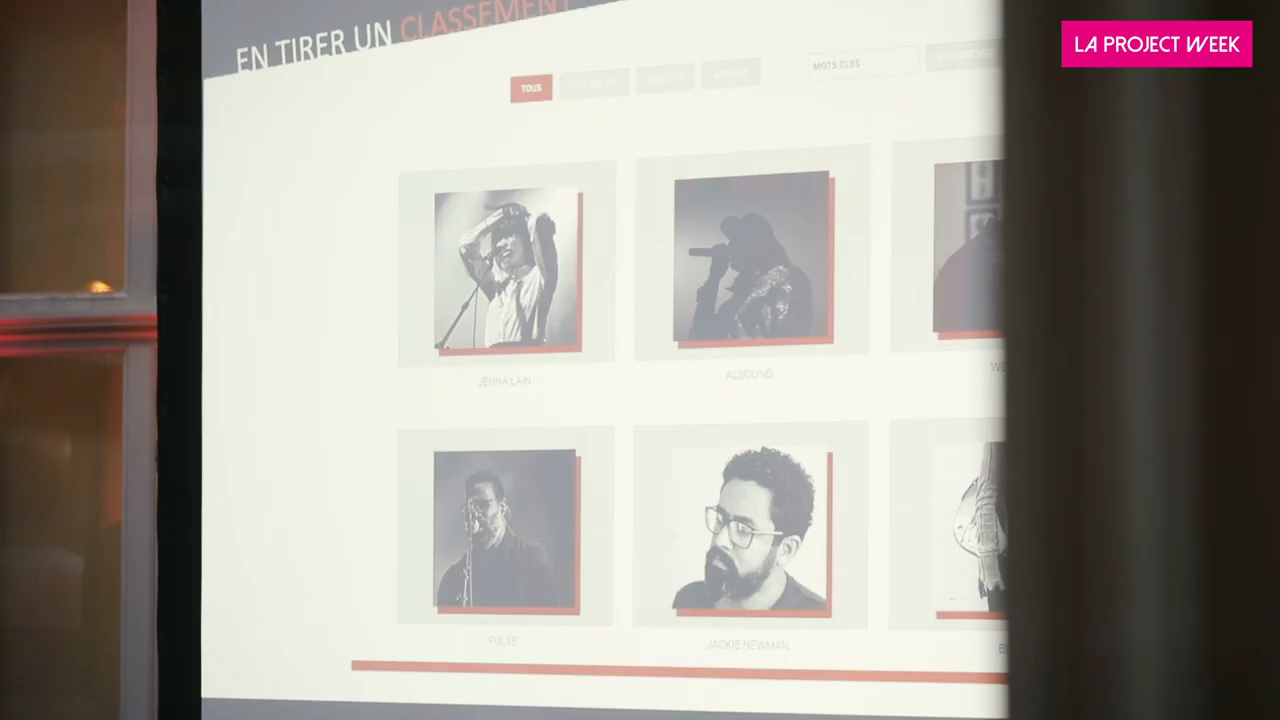 LA PROJECT WEEK
EN TIRER UN CLASSEMENT
TOUS
MOTS CLES
JENNA LAIN
ALSOUND
PULSE
JACKIE NEWMAN